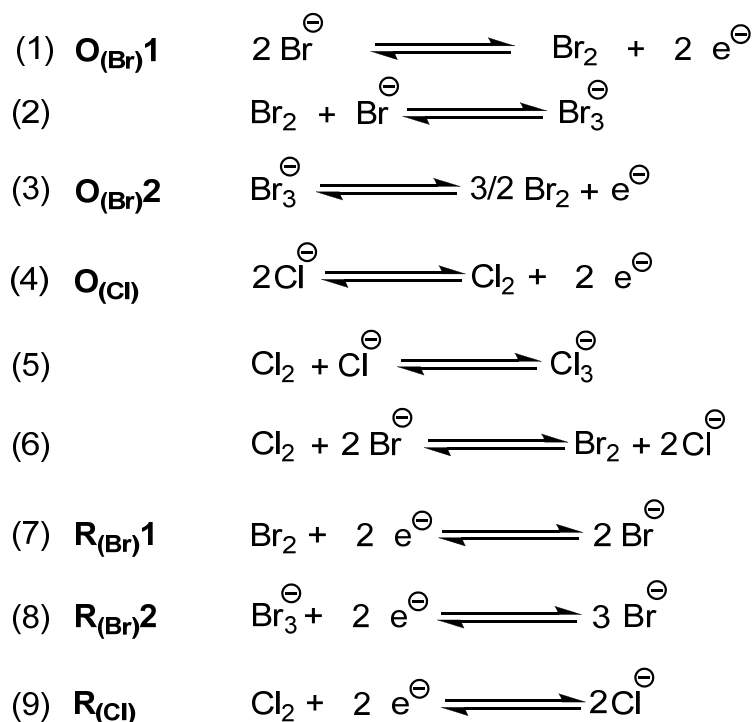 (1) O(Br)1 2 Br⊖ ⇌ Br2 + 2 e⊖
(2) Br2 + Br⊖ ⇌ Br3⊖
(3) O(Br)2 Br3⊖ ⇌ 3/2 Br2 + e⊖
(4) O(Cl) 2Cl⊖ ⇌ Cl2 + 2 e⊖
(5) Cl2 + Cl⊖ ⇌ Cl3⊖
(6) Cl2 + 2 Br⊖ ⇌ Br2 + 2Cl⊖
(7) R(Br)1 Br2 + 2 e⊖ ⇌ 2 Br⊖
(8) R(Br)2 Br3⊖ + 2 e⊖ ⇌ 3 Br⊖
(9) R(Cl) Cl2 + 2 e⊖ ⇌ 2Cl⊖